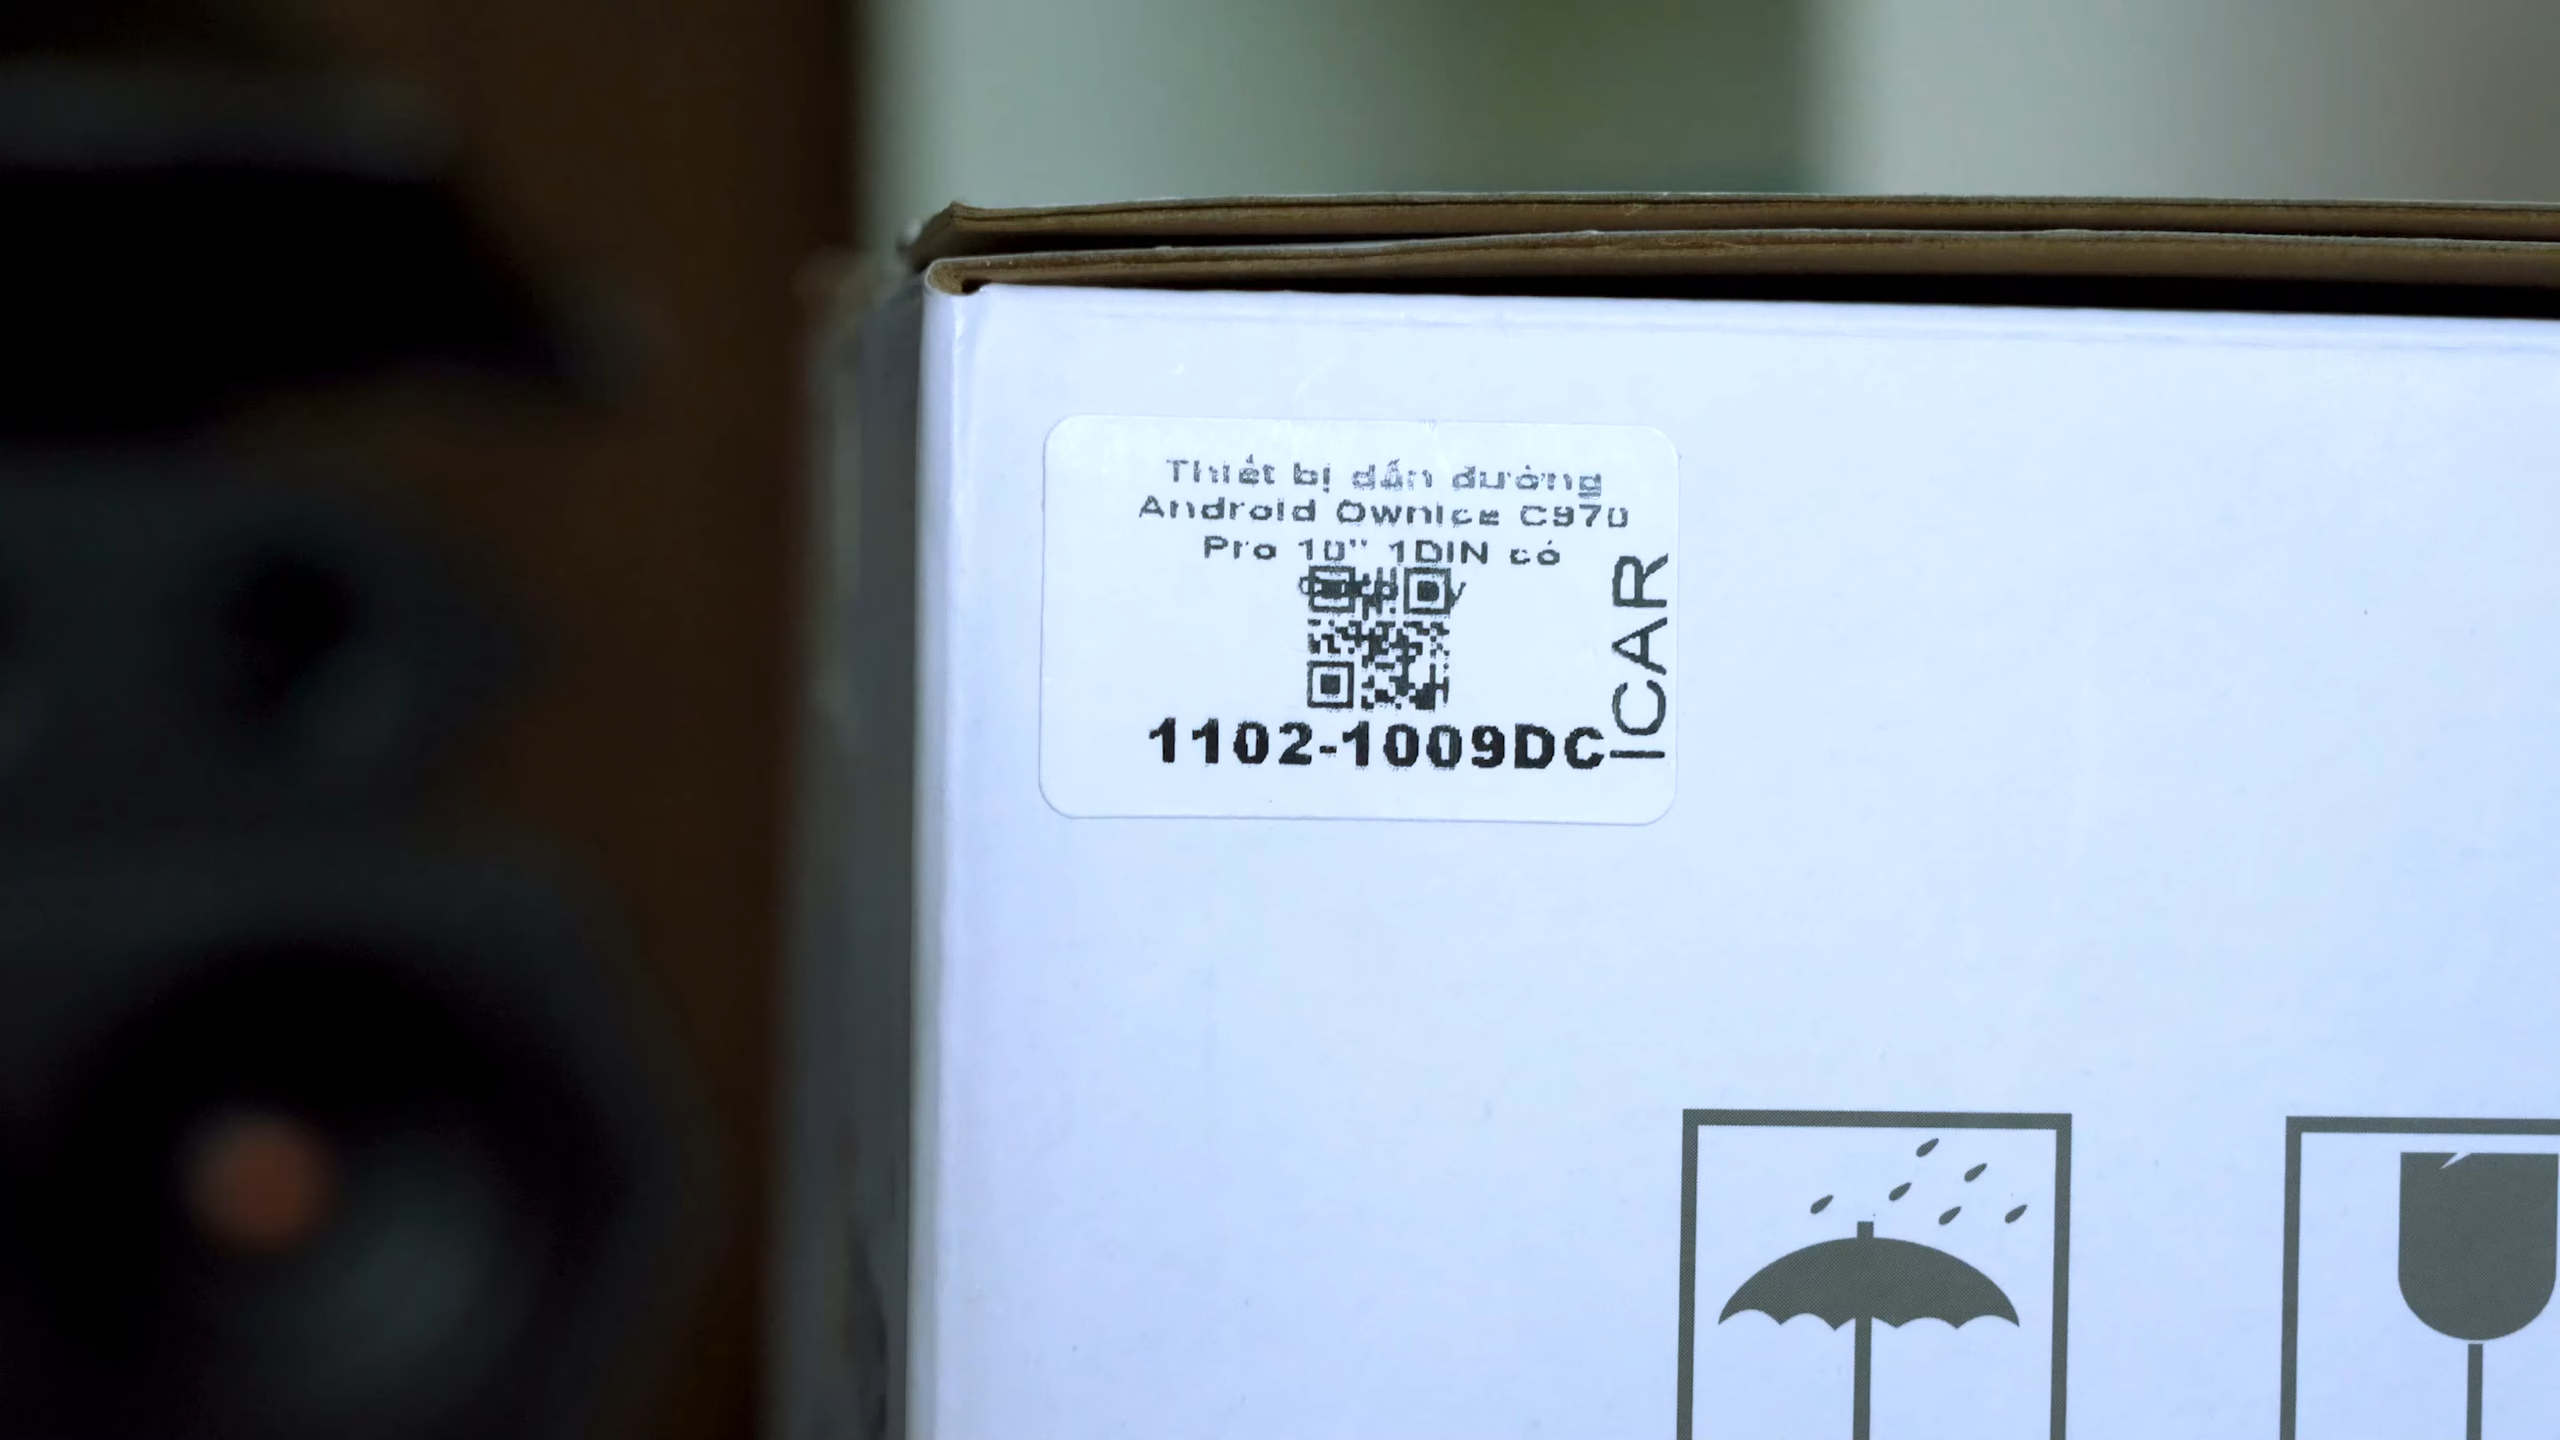 Thiết bị dẫn đường
Android Ownice C970
Pro 10" 1DIN có
1102-1009DC
ICAR